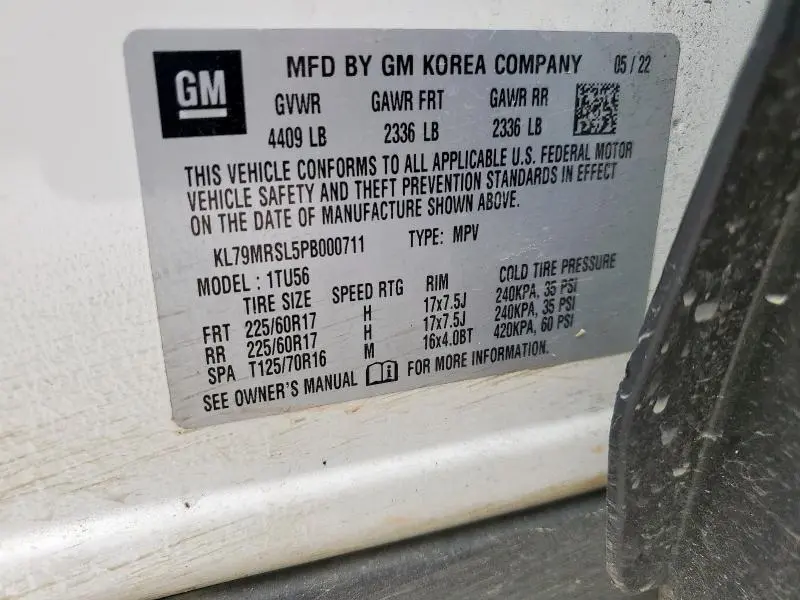 GM
MFD BY GM KOREA COMPANY 05/22
GVWR GAWR FRT GAWR RR
4409 LB 2336 LB 2336 LB
THIS VEHICLE CONFORMS TO ALL APPLICABLE U.S. FEDERAL MOTOR
VEHICLE SAFETY AND THEFT PREVENTION STANDARDS IN EFFECT
ON THE DATE OF MANUFACTURE SHOWN ABOVE.
KL79MRSL5PB000711 TYPE: MPV
MODEL : 1TU56
TIRE SIZE SPEED RTG RIM COLD TIRE PRESSURE
FRT 225/60R17 H 17x7.5J 240KPA, 35 PSI
RR 225/60R17 H 17x7.5J 240KPA, 35 PSI
SPA T125/70R16 M 16x4.0BT 420KPA, 60 PSI
SEE OWNER'S MANUAL FOR MORE INFORMATION.